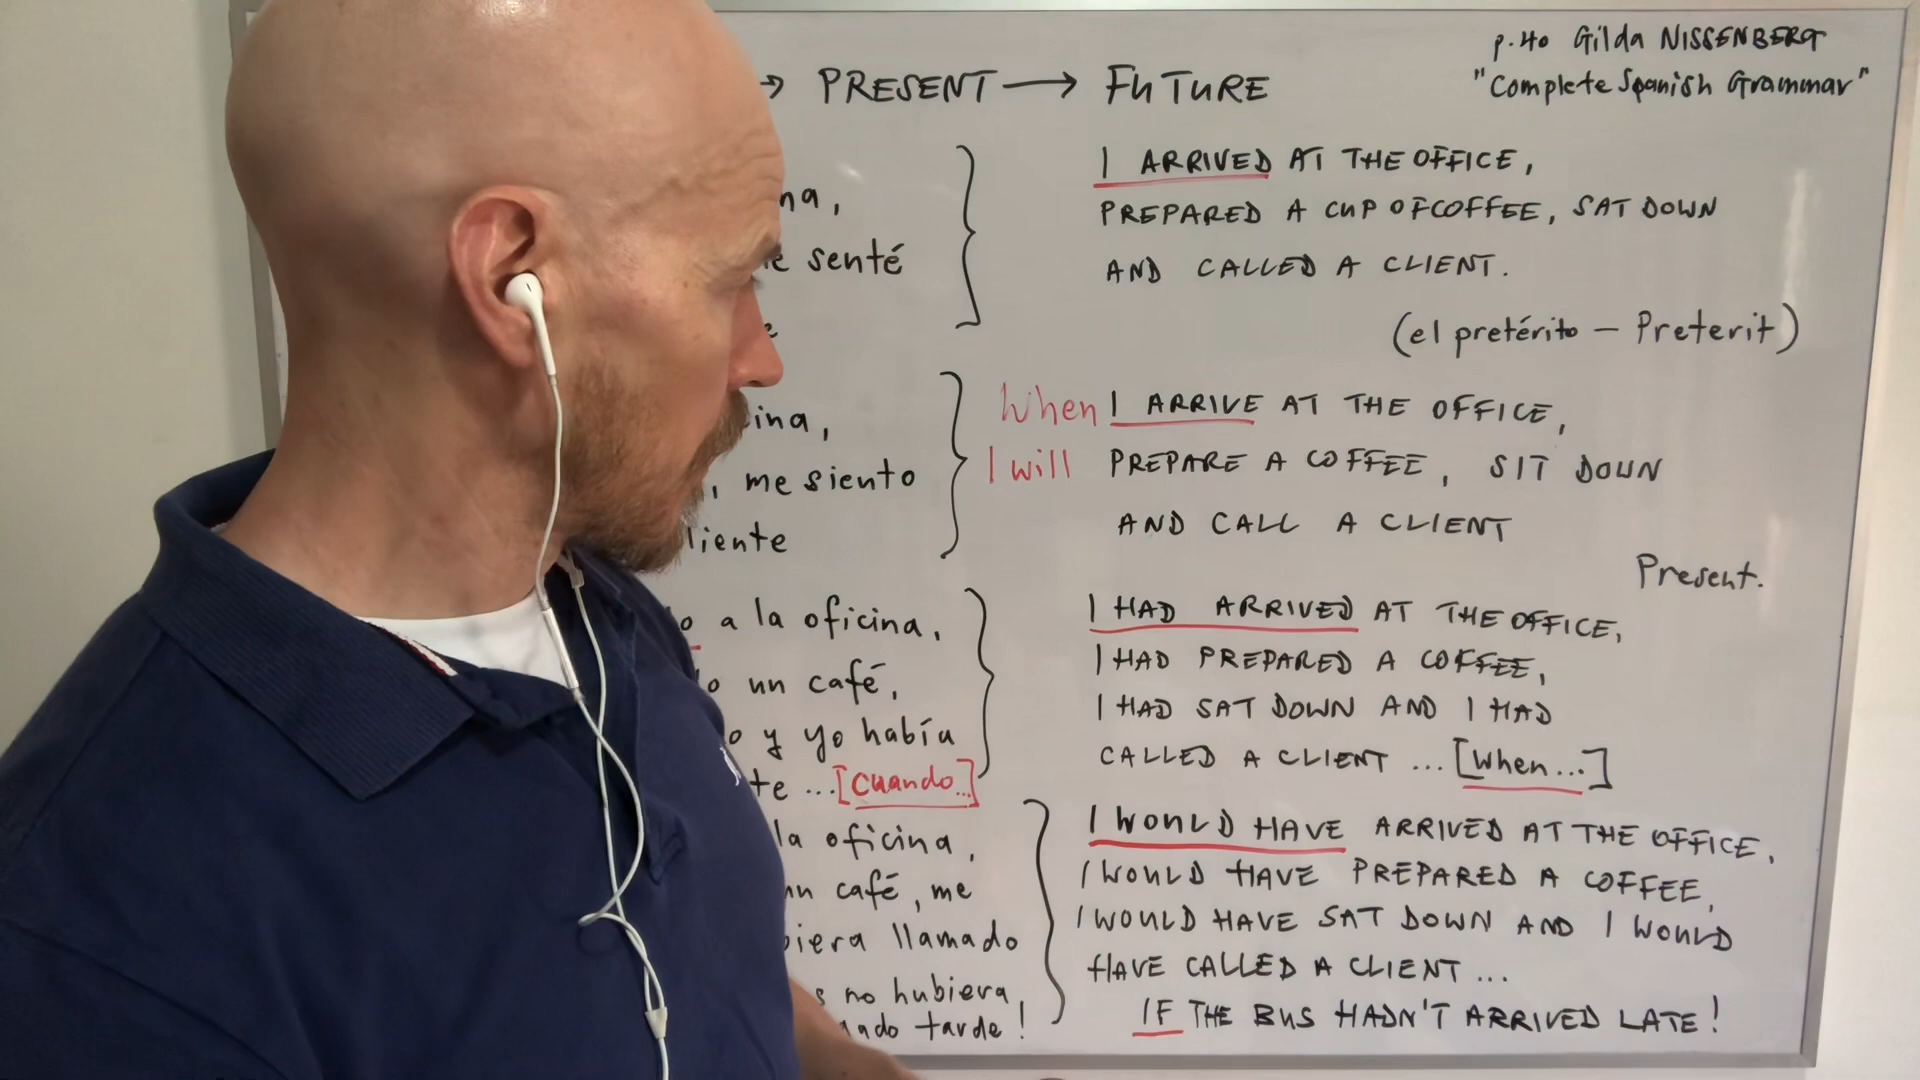 p.40 Gilda NISSENBERG
"Complete Spanish Grammar"
→ PRESENT → FUTURE
na,
senté
I ARRIVED AT THE OFFICE,
PREPARED A CUP OF COFFEE, SAT DOWN
AND CALLED A CLIENT.
(el pretérito – Preterit)
ina,
, me siento
liente
When I ARRIVE AT THE OFFICE,
I will PREPARE A COFFEE, SIT DOWN
AND CALL A CLIENT
Present.
o a la oficina,
o un café,
o y yo había
te ... [Cuando...]
I HAD ARRIVED AT THE OFFICE,
I HAD PREPARED A COFFEE,
I HAD SAT DOWN AND I HAD
CALLED A CLIENT ... [When...]
la oficina,
un café, me
biera llamado
s no hubiera
ado tarde!
I WOULD HAVE ARRIVED AT THE OFFICE,
I WOULD HAVE PREPARED A COFFEE,
I WOULD HAVE SAT DOWN AND I WOULD
HAVE CALLED A CLIENT ...
IF THE BUS HADN'T ARRIVED LATE!